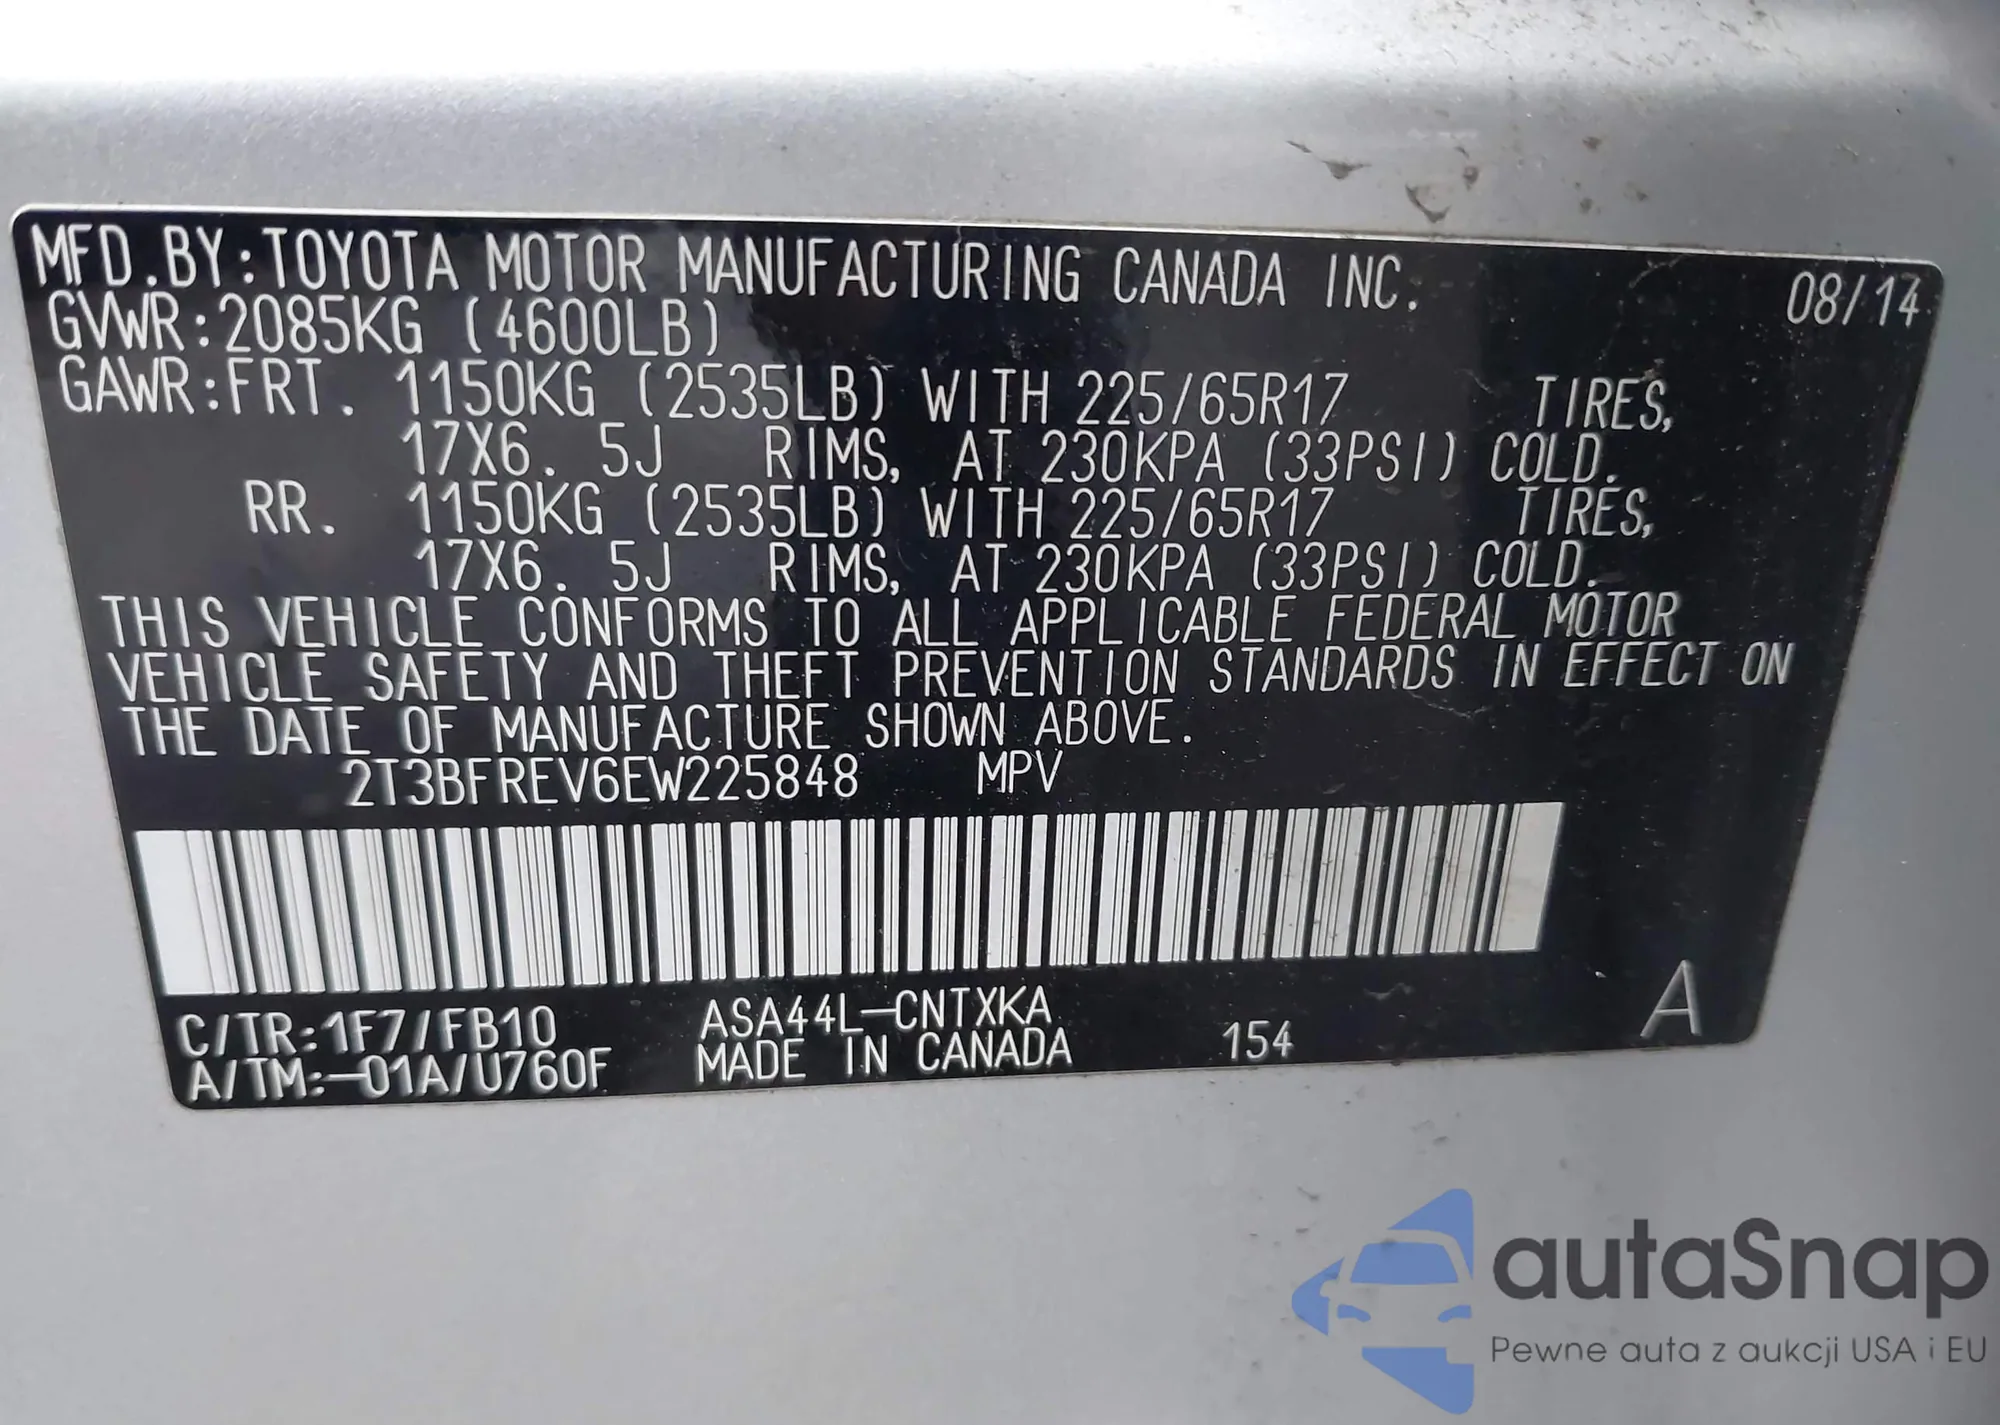 MFD.BY:TOYOTA MOTOR MANUFACTURING CANADA INC. 08/14
GVWR:2085KG (4600LB)
GAWR:FRT. 1150KG (2535LB) WITH 225/65R17 TIRES,
17X6.5J RIMS, AT 230KPA (33PSI) COLD.
RR. 1150KG (2535LB) WITH 225/65R17 TIRES,
17X6.5J RIMS, AT 230KPA (33PSI) COLD.
THIS VEHICLE CONFORMS TO ALL APPLICABLE FEDERAL MOTOR
VEHICLE SAFETY AND THEFT PREVENTION STANDARDS IN EFFECT ON
THE DATE OF MANUFACTURE SHOWN ABOVE.
2T3BFREV6EW225848 MPV
C/TR:1F7/FB10 ASA44L-CNTXKA
A/TM:-01A/U760F MADE IN CANADA 154 A
autaSnap
Pewne auta z aukcji USA i EU